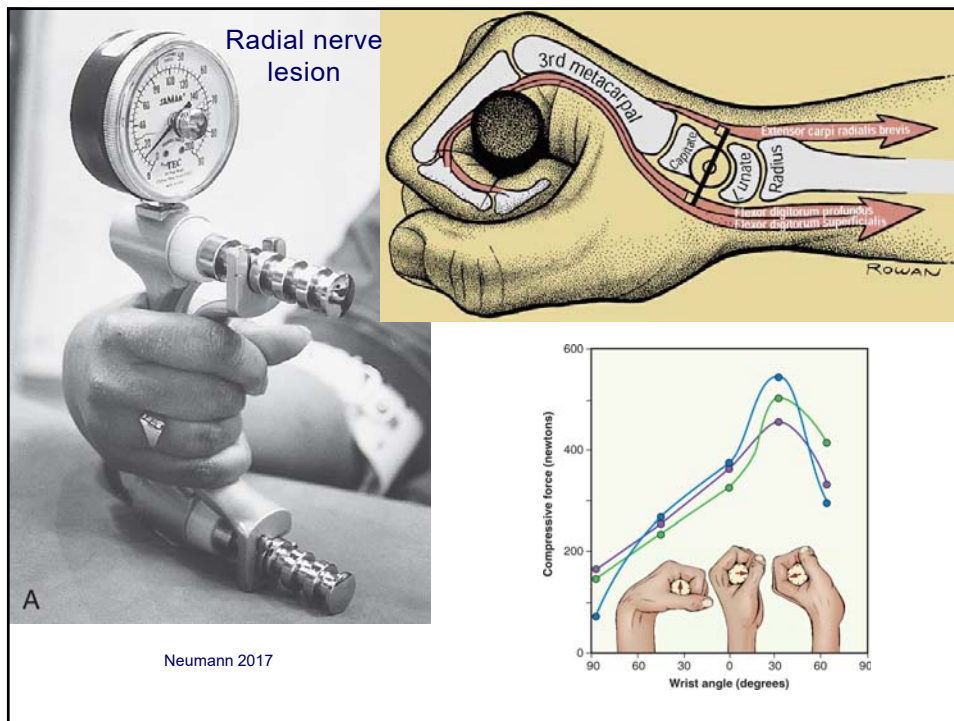 Radial nerve
lesion
JAMAR
TEC
A
Neumann 2017
3rd metacarpal
Capitate
Lunate
Radius
Extensor carpi radialis brevis
Flexor digitorum profundus
Flexor digitorum superficialis
ROWAN
Compressive force (newtons)
600
400
200
0
90 60 30 0 30 60 90
Wrist angle (degrees)